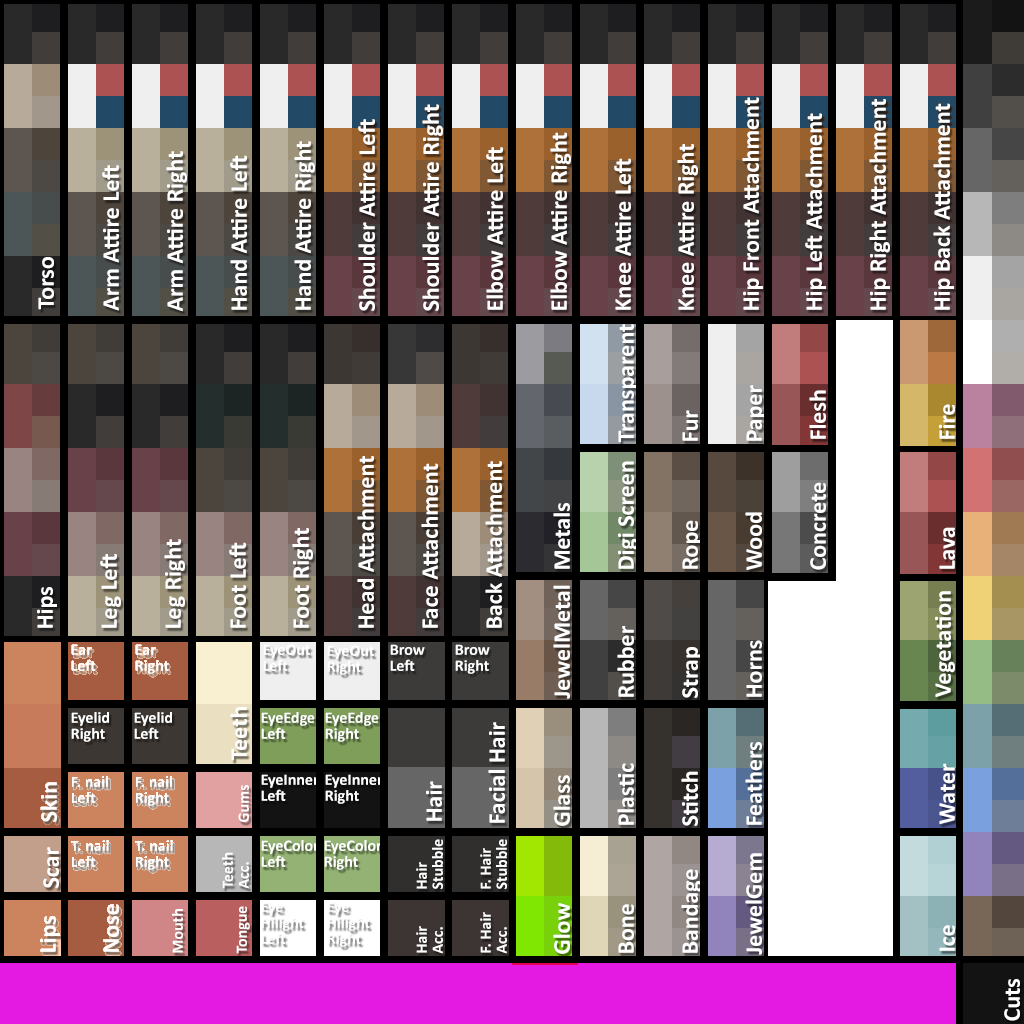 Torso
Arm Attire Left
Arm Attire Right
Hand Attire Left
Hand Attire Right
Shoulder Attire Left
Shoulder Attire Right
Elbow Attire Left
Elbow Attire Right
Knee Attire Left
Knee Attire Right
Hip Front Attachment
Hip Left Attachment
Hip Right Attachment
Hip Back Attachment
Hips
Leg Left
Leg Right
Foot Left
Foot Right
Head Attachment
Face Attachment
Back Attachment
Metals
Transparent
Fur
Paper
Flesh
Fire
Digi Screen
Rope
Wood
Concrete
Lava
JewelMetal
Rubber
Strap
Horns
Vegetation
Skin
Ear
Left
Ear
Right
Teeth
EyeOut
Left
EyeOut
Right
Brow
Left
Brow
Right
Eyelid
Right
Eyelid
Left
EyeEdge
Left
EyeEdge
Right
Hair
Facial Hair
Glass
Plastic
Stitch
Feathers
Water
F. nail
Left
F. nail
Right
Gums
EyeInner
Left
EyeInner
Right
Scar
T. nail
Left
T. nail
Right
Teeth
Acc.
EyeColor
Left
EyeColor
Right
Hair
Stubble
F. Hair
Stubble
Glow
Bone
Bandage
JewelGem
Ice
Lips
Nose
Mouth
Tongue
Eye
Hilight
Left
Eye
Hilight
Right
Hair
Acc.
F. Hair
Acc.
Cuts